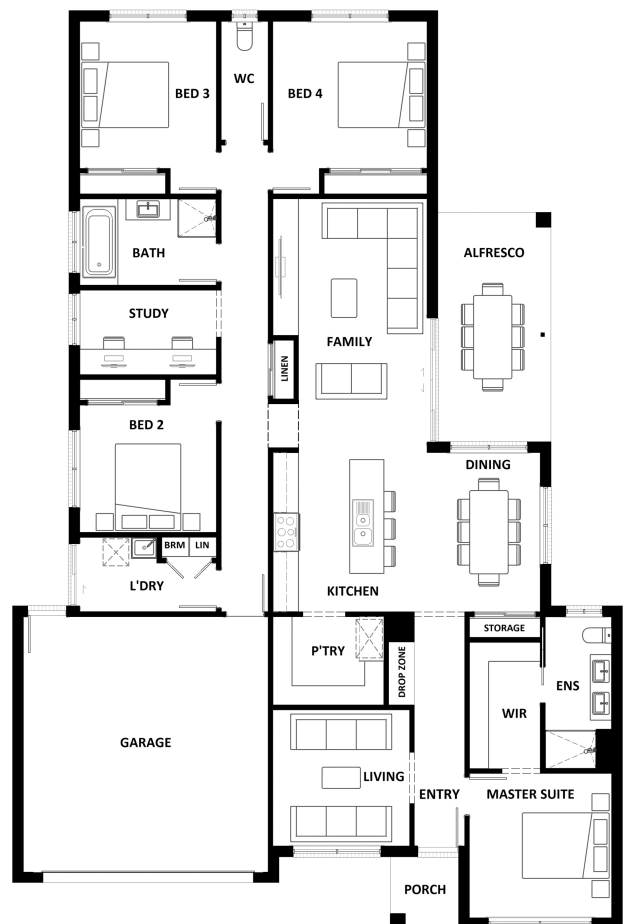 WC
BED 3
BED 4
BATH
ALFRESCO
STUDY
FAMILY
LINEN
BED 2
DINING
BRM
LIN
L'DRY
KITCHEN
STORAGE
P'TRY
DROP ZONE
ENS
WIR
GARAGE
LIVING
ENTRY
MASTER SUITE
PORCH